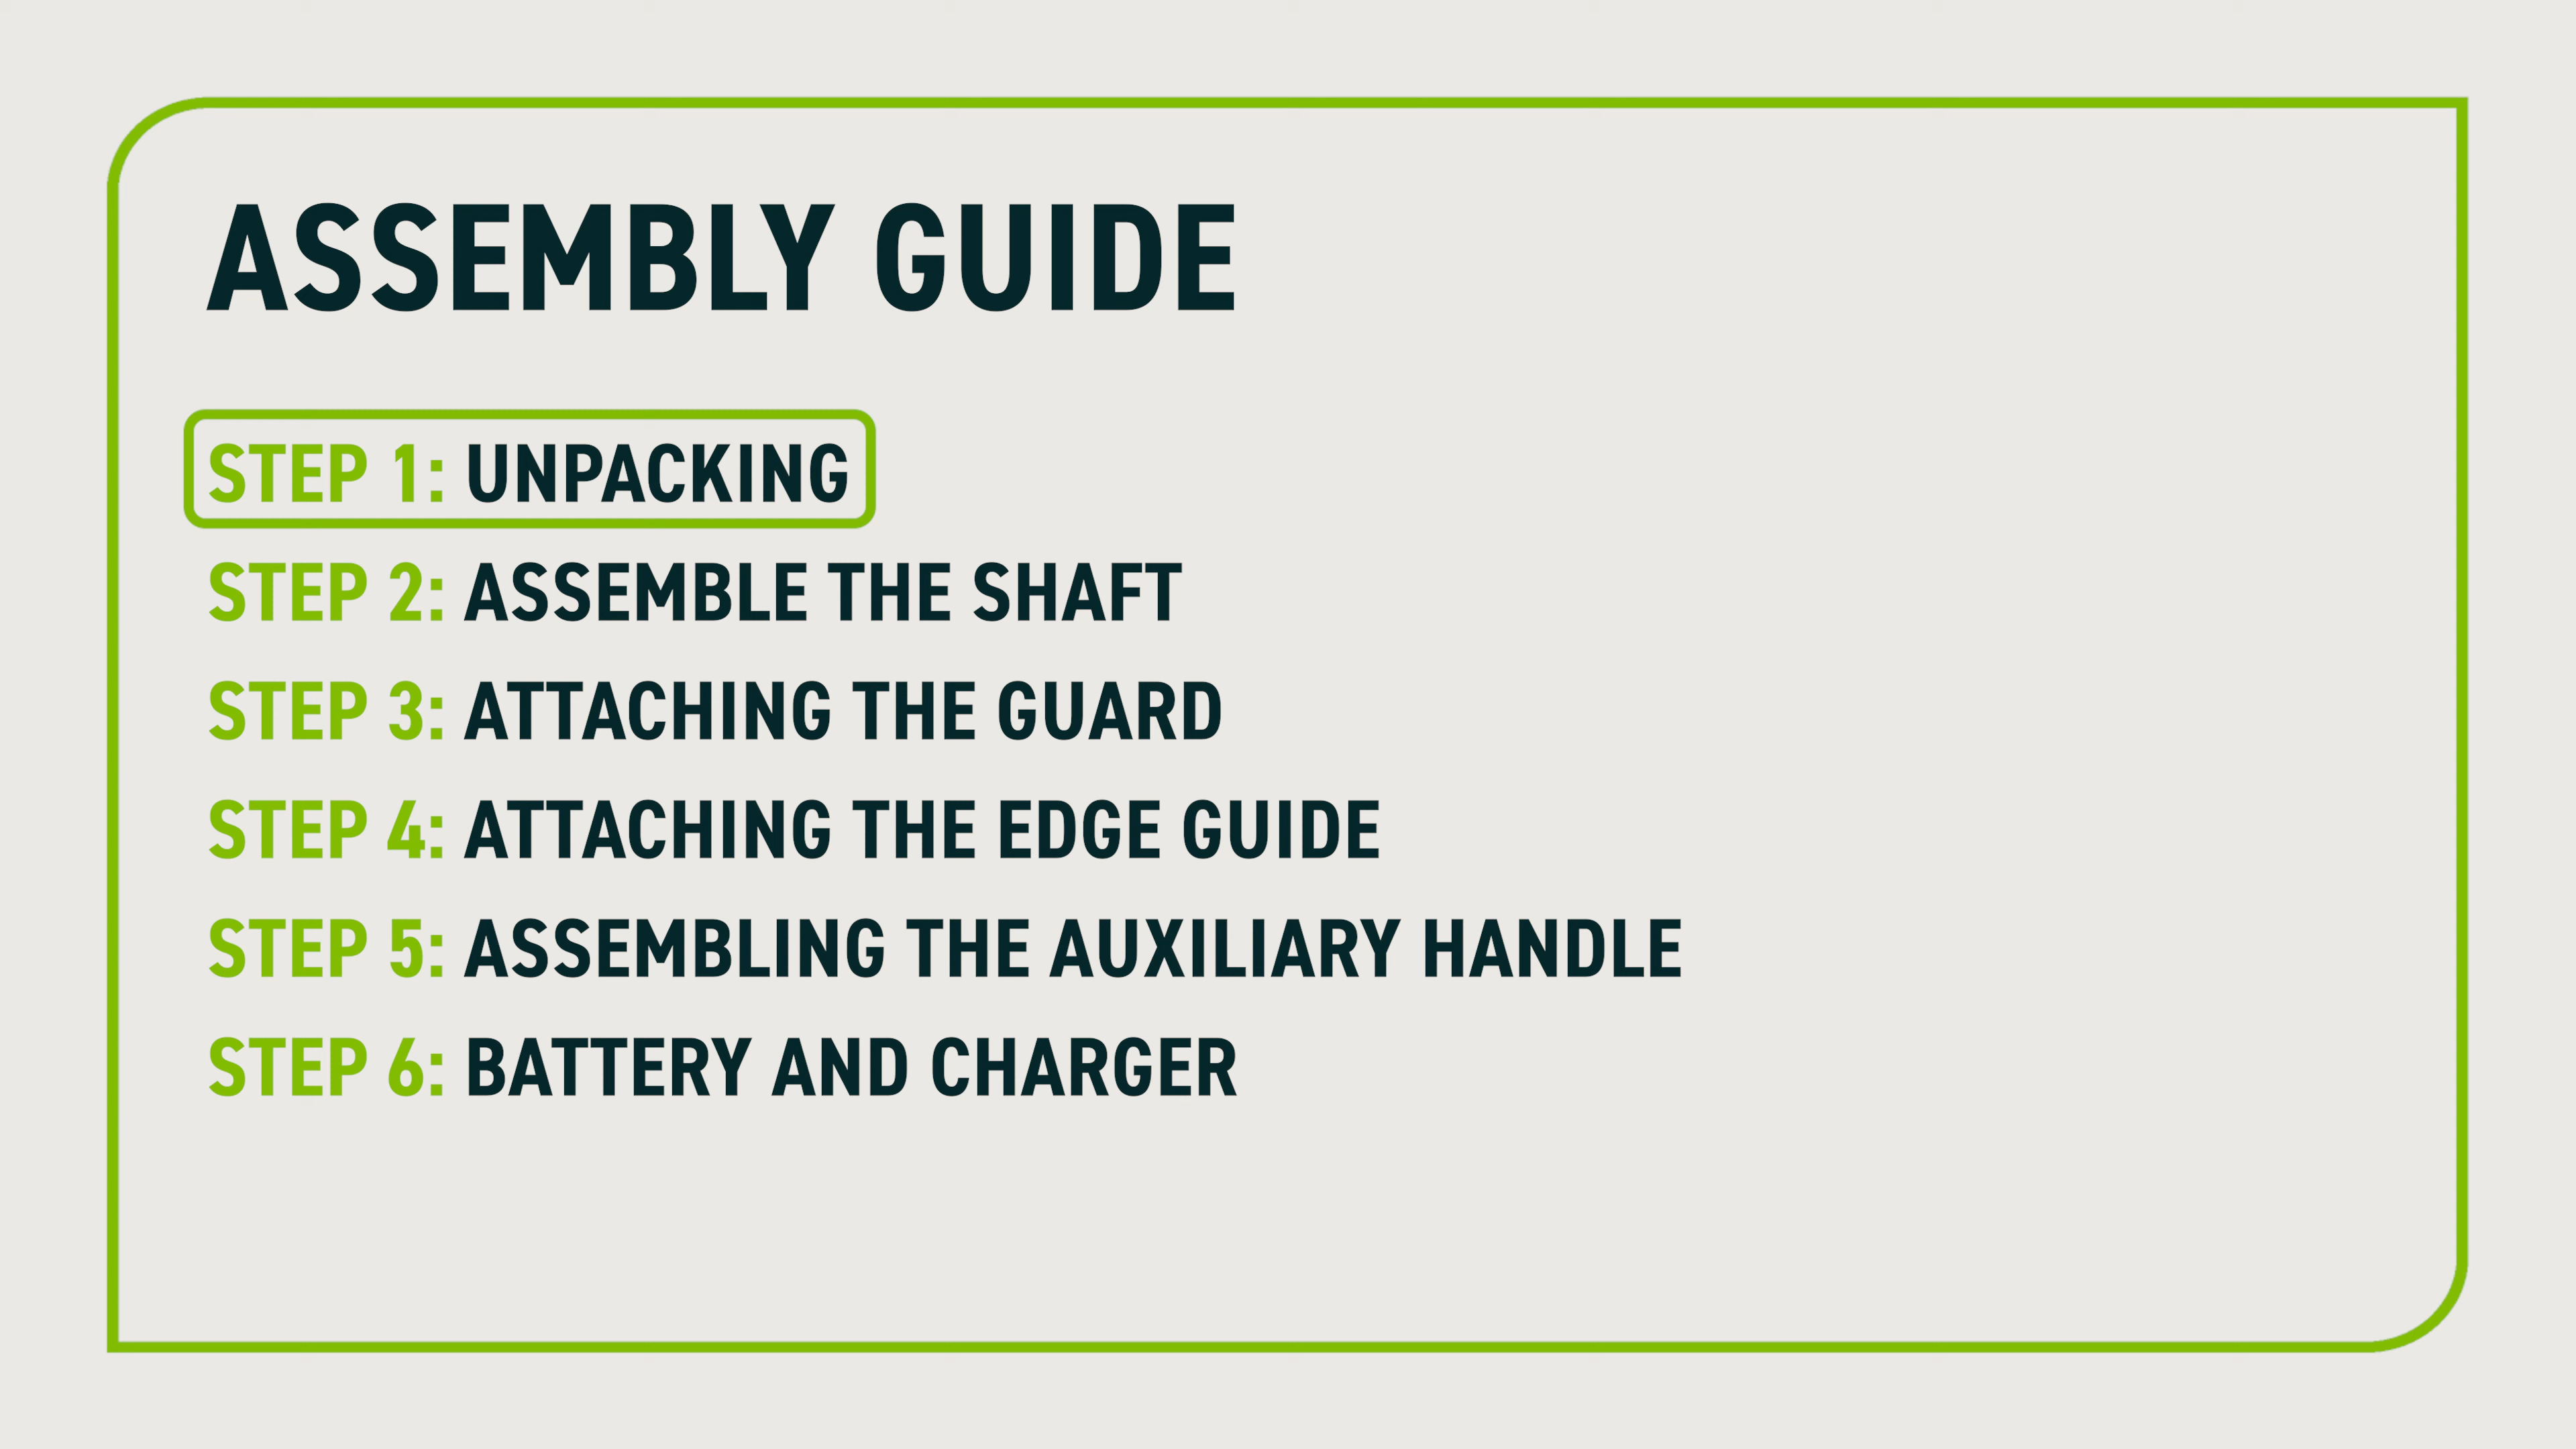 ASSEMBLY GUIDE
STEP 1: UNPACKING
STEP 2: ASSEMBLE THE SHAFT
STEP 3: ATTACHING THE GUARD
STEP 4: ATTACHING THE EDGE GUIDE
STEP 5: ASSEMBLING THE AUXILIARY HANDLE
STEP 6: BATTERY AND CHARGER